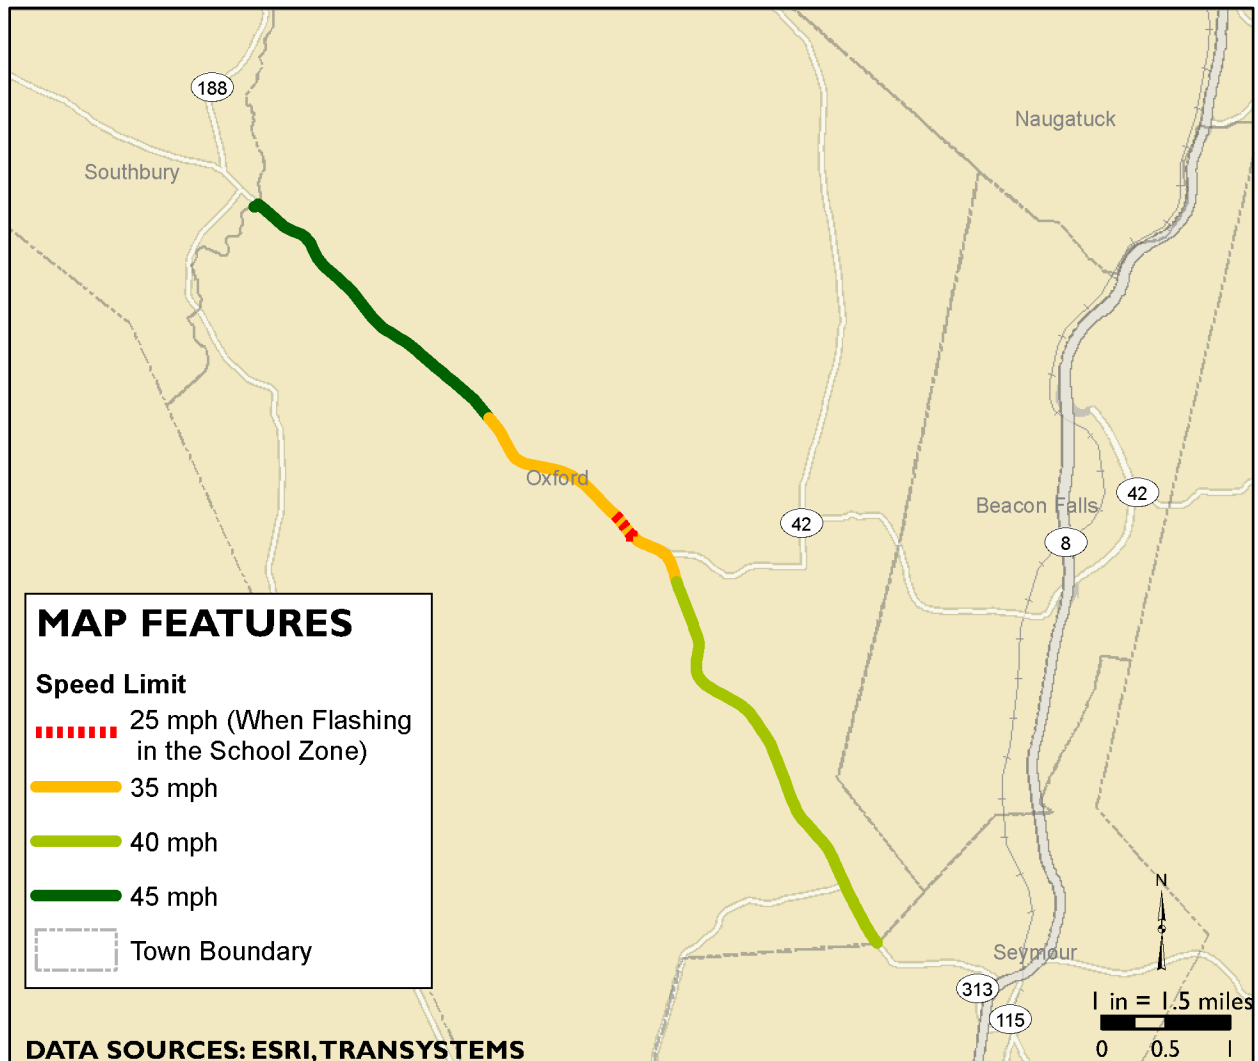 188
Naugatuck
Southbury
Oxford
42
Beacon Falls
42
8
MAP FEATURES
Speed Limit
25 mph (When Flashing
in the School Zone)
35 mph
40 mph
45 mph
Town Boundary
N
Seymour
313
115
1 in = 1.5 miles
0 0.5 1
DATA SOURCES: ESRI, TRANSYSTEMS